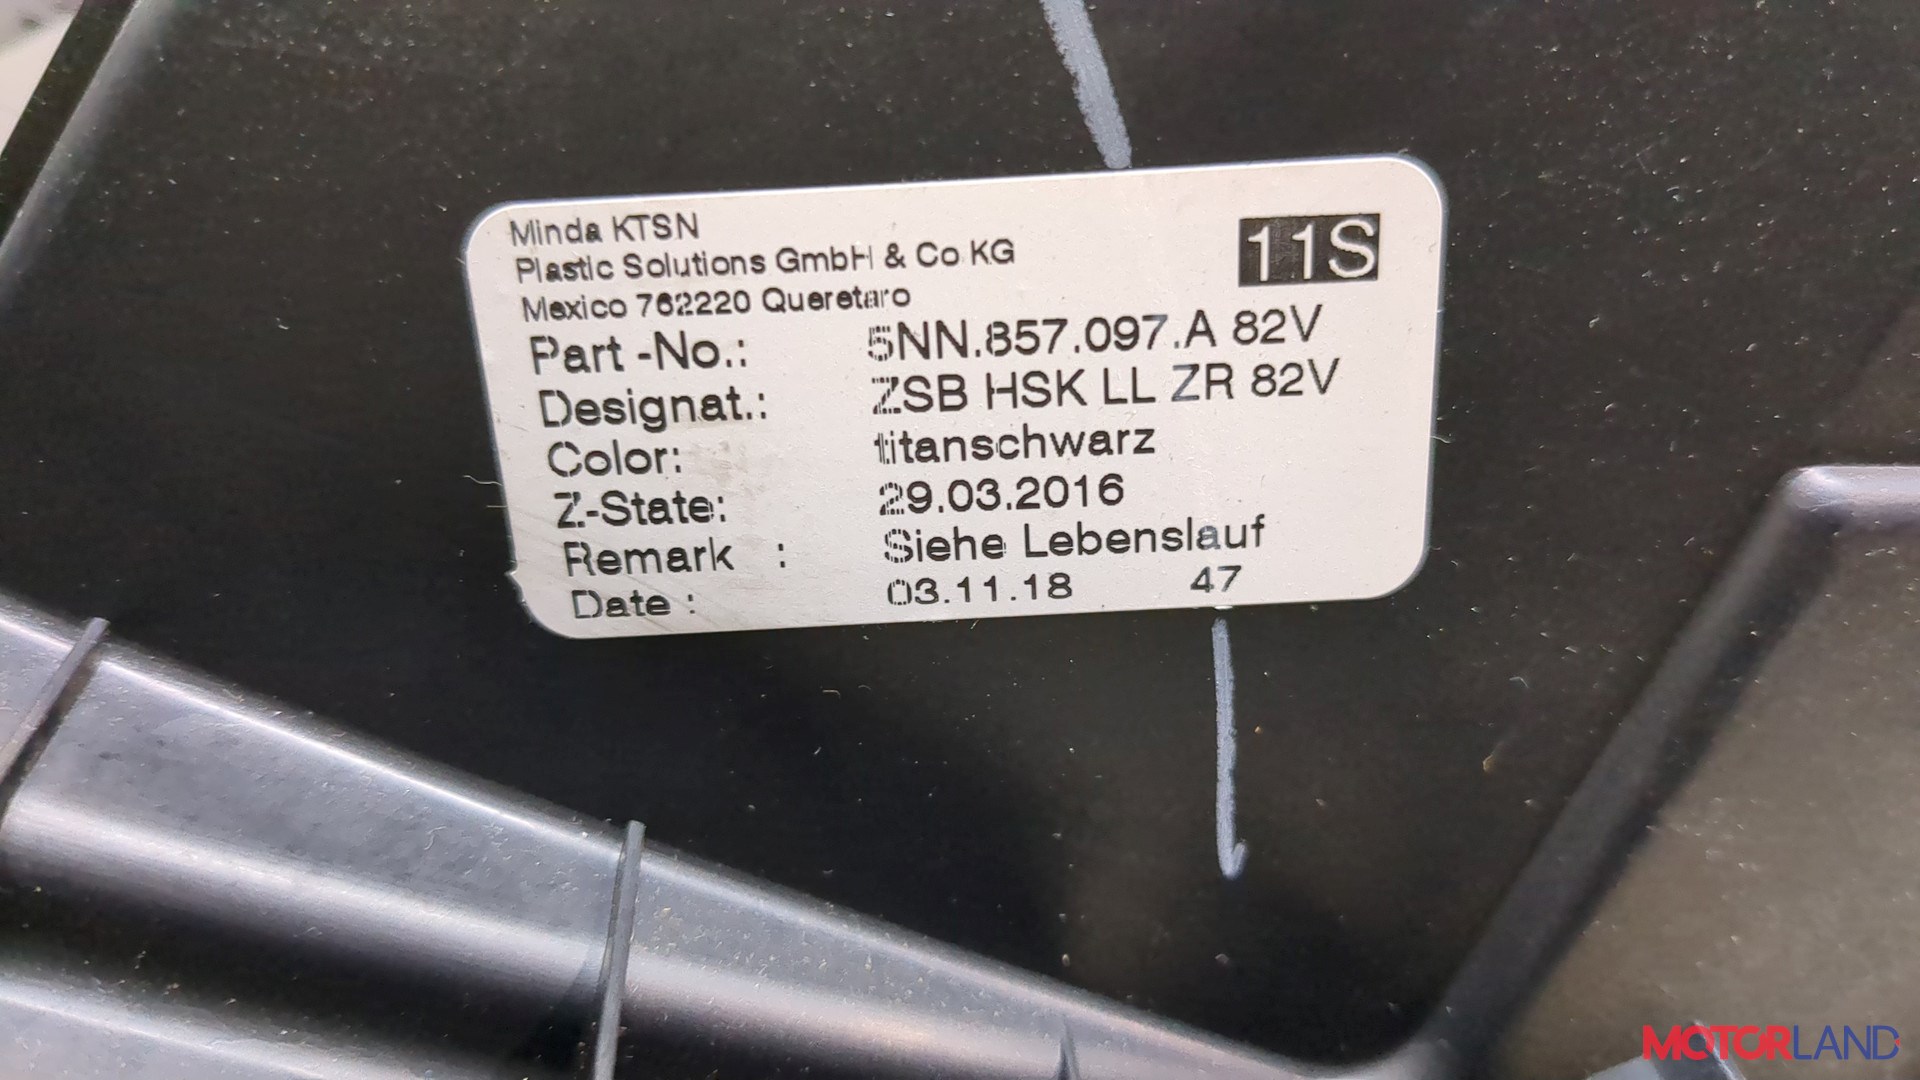 Minda KTSN
Plastic Solutions GmbH & Co KG
Mexico 762220 Queretaro
11S
Part -No.: 5NN.857.097.A 82V
Designat.: ZSB HSK LL ZR 82V
Color: titanschwarz
Z-State: 29.03.2016
Remark : Siehe Lebenslauf
Date : 03.11.18 47
MOTORLAND